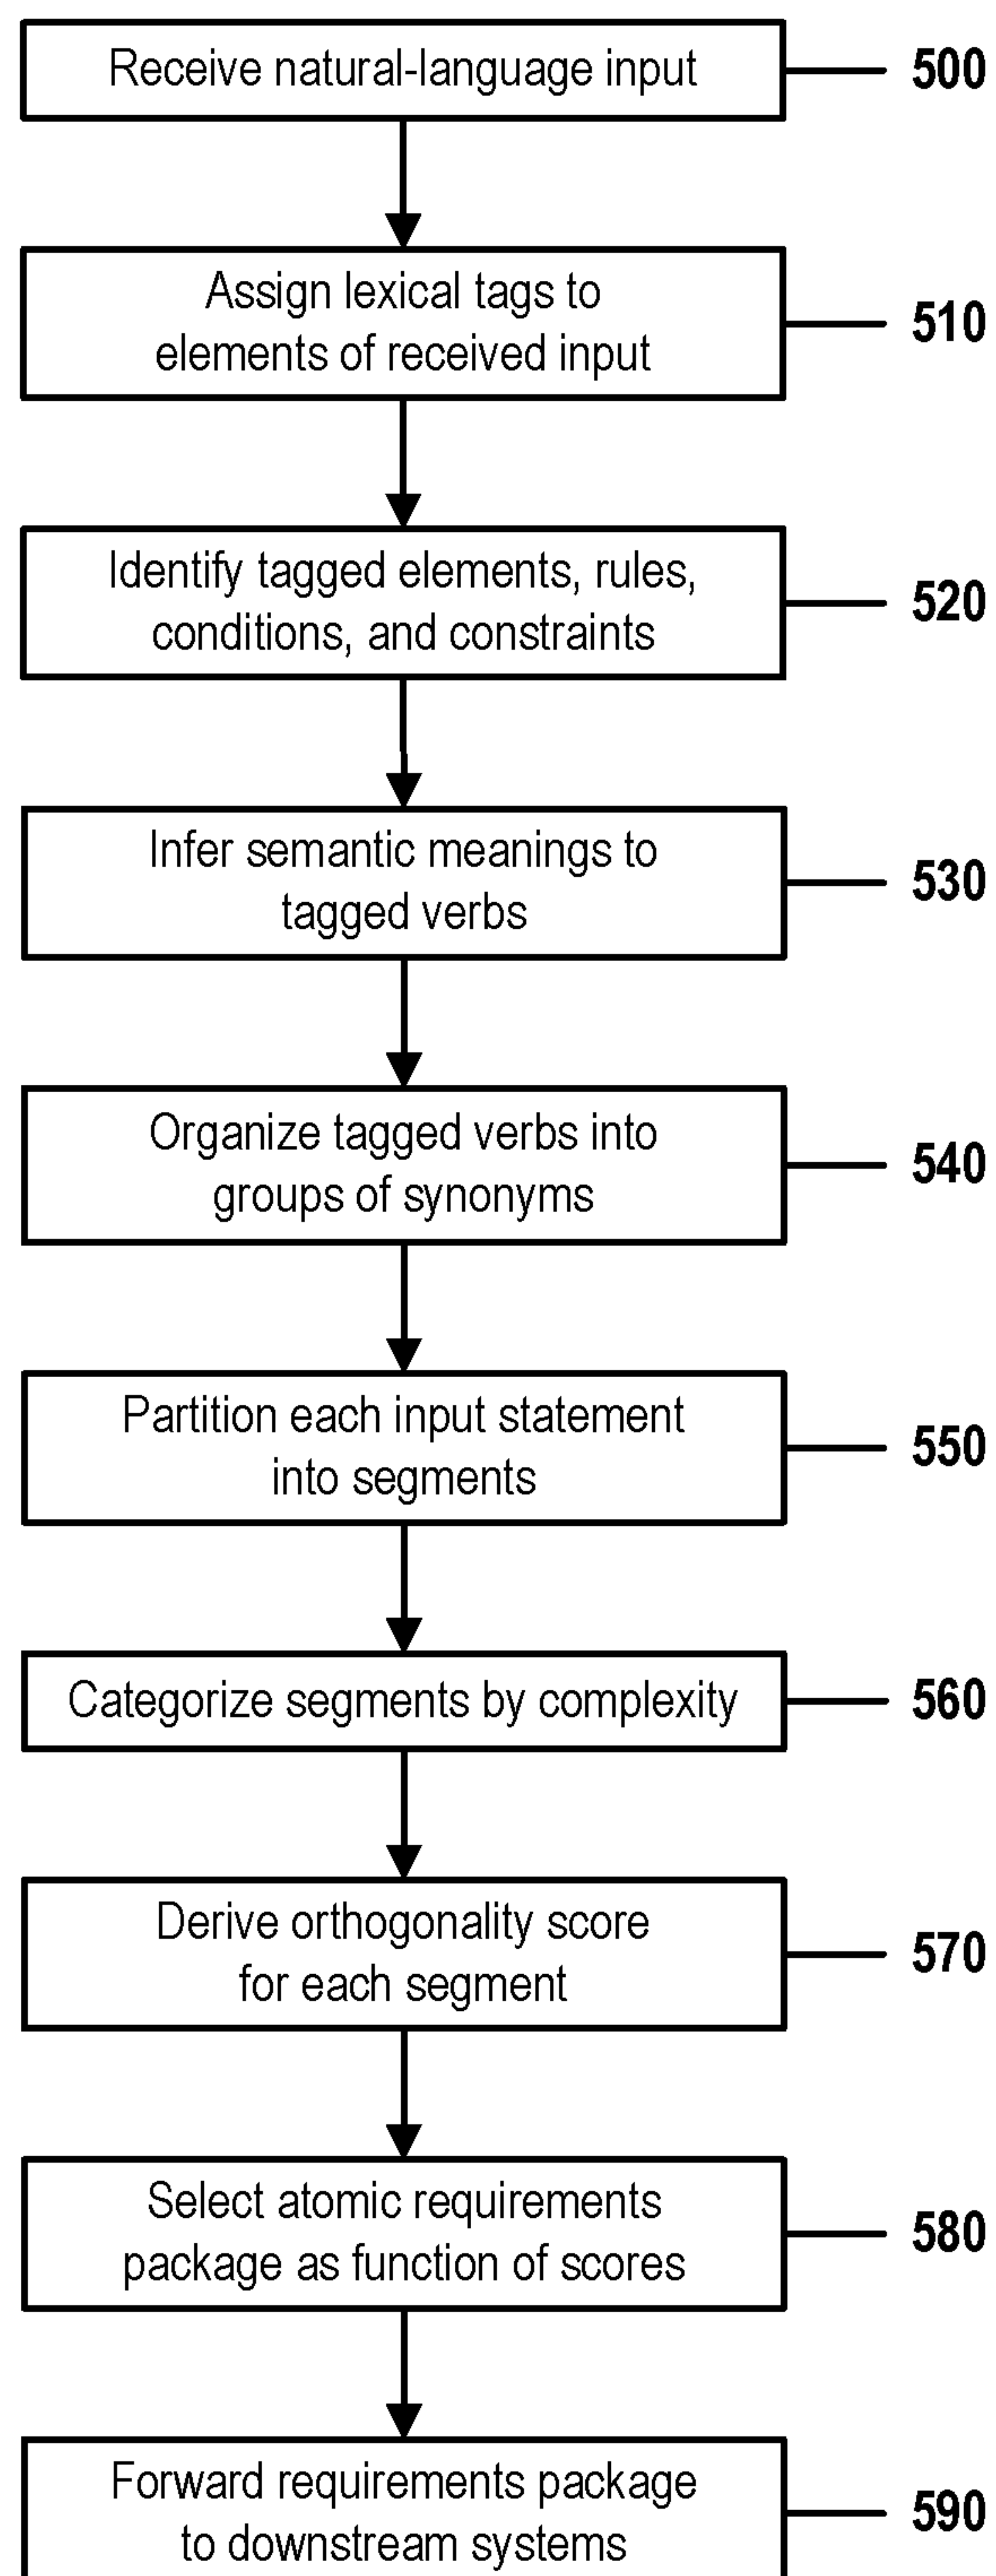 Receive natural-language input
500
Assign lexical tags to
elements of received input
510
Identify tagged elements, rules,
conditions, and constraints
520
Infer semantic meanings to
tagged verbs
530
Organize tagged verbs into
groups of synonyms
540
Partition each input statement
into segments
550
Categorize segments by complexity
560
Derive orthogonality score
for each segment
570
Select atomic requirements
package as function of scores
580
Forward requirements package
to downstream systems
590